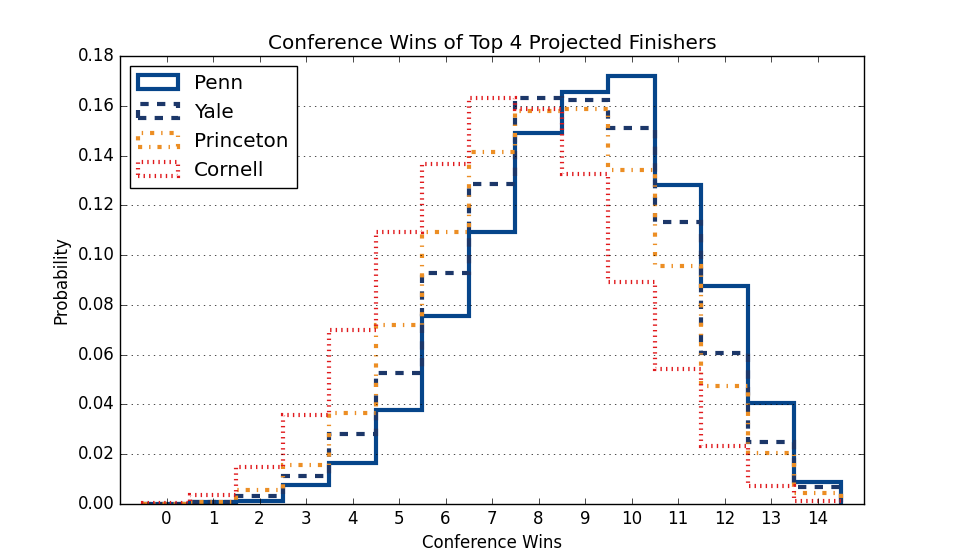 Conference Wins of Top 4 Projected Finishers
0.18
0.16
0.14
0.12
0.10
0.08
0.06
0.04
0.02
0.00
Probability
Penn
Yale
Princeton
Cornell
0 1 2 3 4 5 6 7 8 9 10 11 12 13 14
Conference Wins